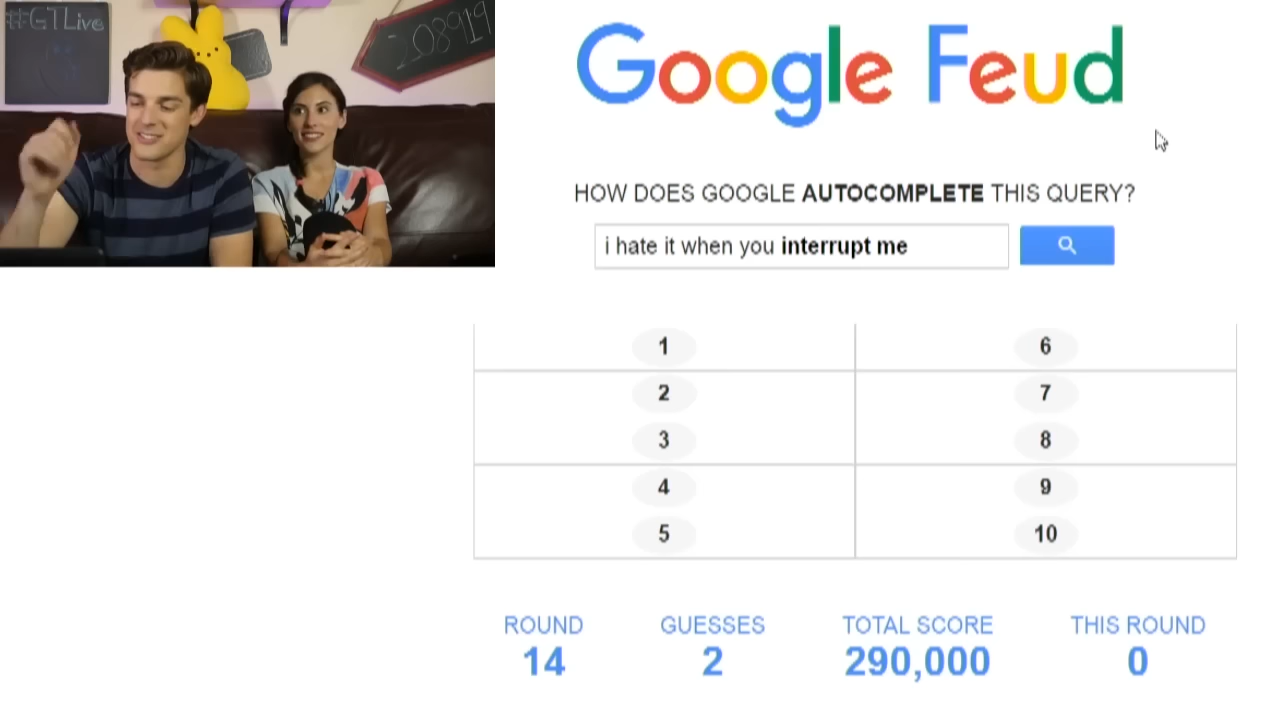 #GTLive
208919
Google Feud
HOW DOES GOOGLE AUTOCOMPLETE THIS QUERY?
i hate it when you interrupt me
1 6
2 7
3 8
4 9
5 10
ROUND GUESSES TOTAL SCORE THIS ROUND
14 2 290,000 0